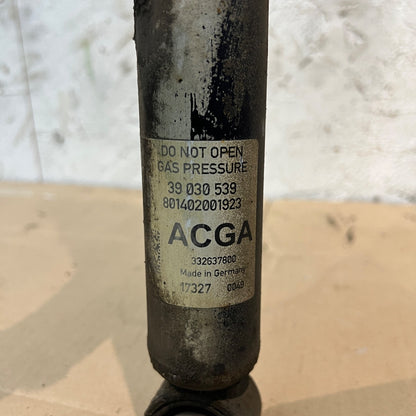 DO NOT OPEN
GAS PRESSURE
39 030 539
801402001923
ACGA
332637800
Made in Germany
17327 0049